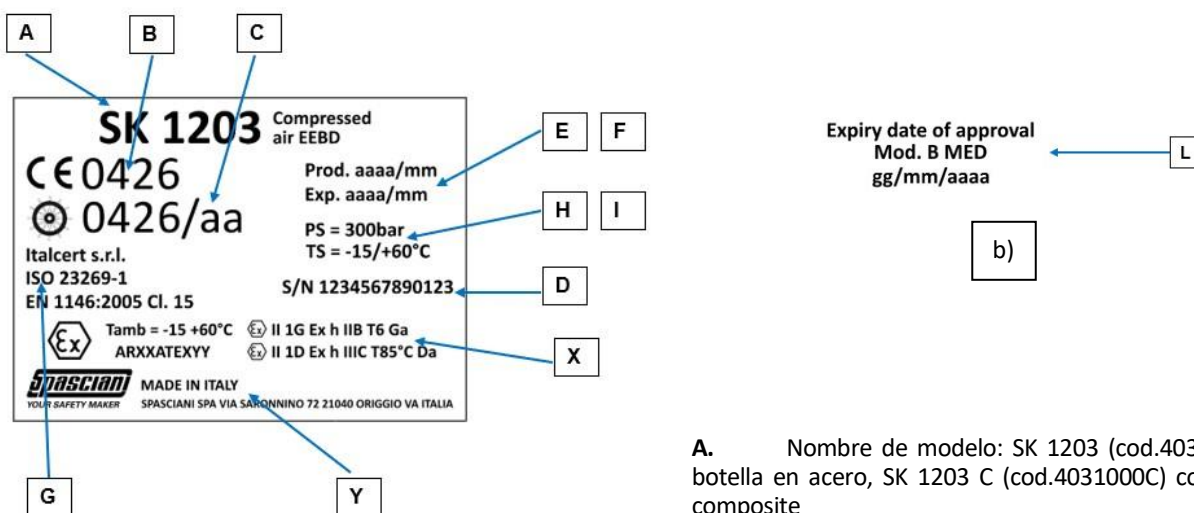 A
B
C
SK 1203 Compressed air EEBD
CE 0426
0426/aa
Prod. aaaa/mm
Exp. aaaa/mm
E F
PS = 300bar
TS = -15/+60°C
H I
Italcert s.r.l.
ISO 23269-1
EN 1146:2005 Cl. 15
S/N 1234567890123
D
Ex
Tamb = -15 +60°C
ARXXATEXYY
Ex II 1G Ex h IIB T6 Ga
Ex II 1D Ex h IIIC T85°C Da
X
Spasciani
YOUR SAFETY MAKER
MADE IN ITALY
SPASCIANI SPA VIA SARONNINO 72 21040 ORIGGIO VA ITALIA
G
Y
Expiry date of approval
Mod. B MED
gg/mm/aaaa
L
b)
A. Nombre de modelo: SK 1203 (cod.403
botella en acero, SK 1203 C (cod.4031000C) co
composite